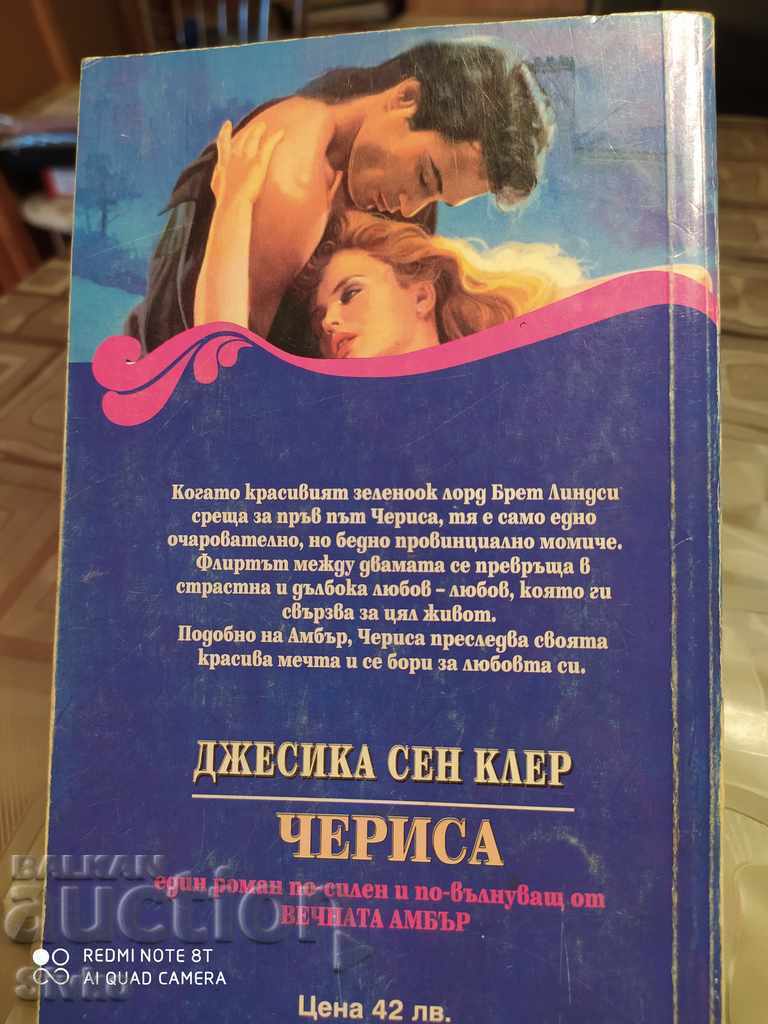 Когато красивият зеленоок лорд Брет Линдси
среща за пръв път Чериса, тя е само едно
очарователно, но бедно провинциално момиче.
Флиртът между двамата се превръща в
страстна и дълбока любов – любов, която ги
свързва за цял живот.
Подобно на Амбър, Чериса преследва своята
красива мечта и се бори за любовта си.
ДЖЕСИКА СЕН КЛЕР
ЧЕРИСА
един роман по-силен и по-вълнуващ от
ВЕЧНАТА АМБЪР
BALKAN
auction
REDMI NOTE 8T
AI QUAD CAMERA
Цена 42 лв.